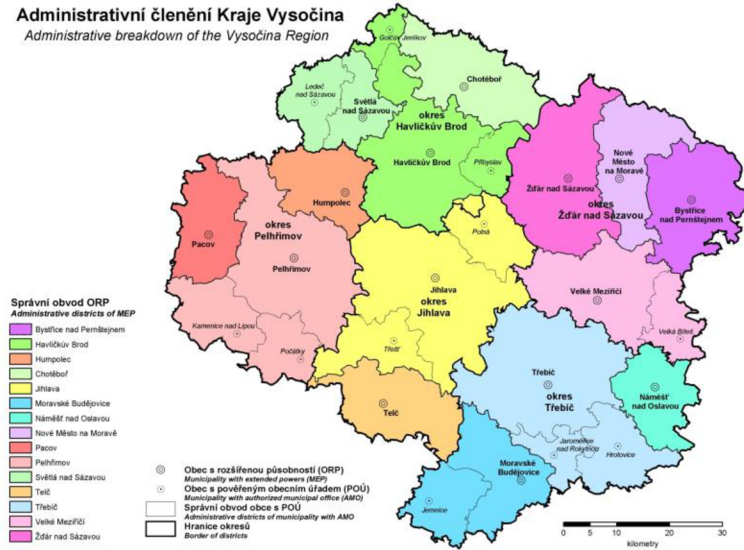 Administrativní členění Kraje Vysočina
Administrative breakdown of the Vysočina Region
Golčův Jeníkov
Chotěboř
Ledeč
nad Sázavou
Světlá
nad Sázavou
okres
Havlíčkův Brod
Havlíčkův Brod
Přibyslav
Nové
Město
na Moravě
Žďár nad Sázavou
okres
Žďár nad Sázavou
Bystřice
nad Pernštejnem
Humpolec
Pacov
okres
Pelhřimov
Pelhřimov
Polná
Jihlava
okres
Jihlava
Velké Meziříčí
Velká Bíteš
Kamenice nad Lipou
Počátky
Třešť
Telč
Třebíč
okres
Třebíč
Náměšť
nad Oslavou
Jaroměřice
nad Rokytnou
Hrotovice
Moravské
Budějovice
Jemnice
Správní obvod ORP
Administrative districts of MEP
Bystřice nad Pernštejnem
Havlíčkův Brod
Humpolec
Chotěboř
Jihlava
Moravské Budějovice
Náměšť nad Oslavou
Nové Město na Moravě
Pacov
Pelhřimov
Světlá nad Sázavou
Telč
Třebíč
Velké Meziříčí
Žďár nad Sázavou
Obec s rozšířenou působností (ORP)
Municipality with extended powers (MEP)
Obec s pověřeným obecním úřadem (POÚ)
Municipality with authorized municipal office (AMO)
Správní obvod obce s POÚ
Administrative districts of municipality with AMO
Hranice okresů
Border of districts
0 5 10 20 30
kilometry